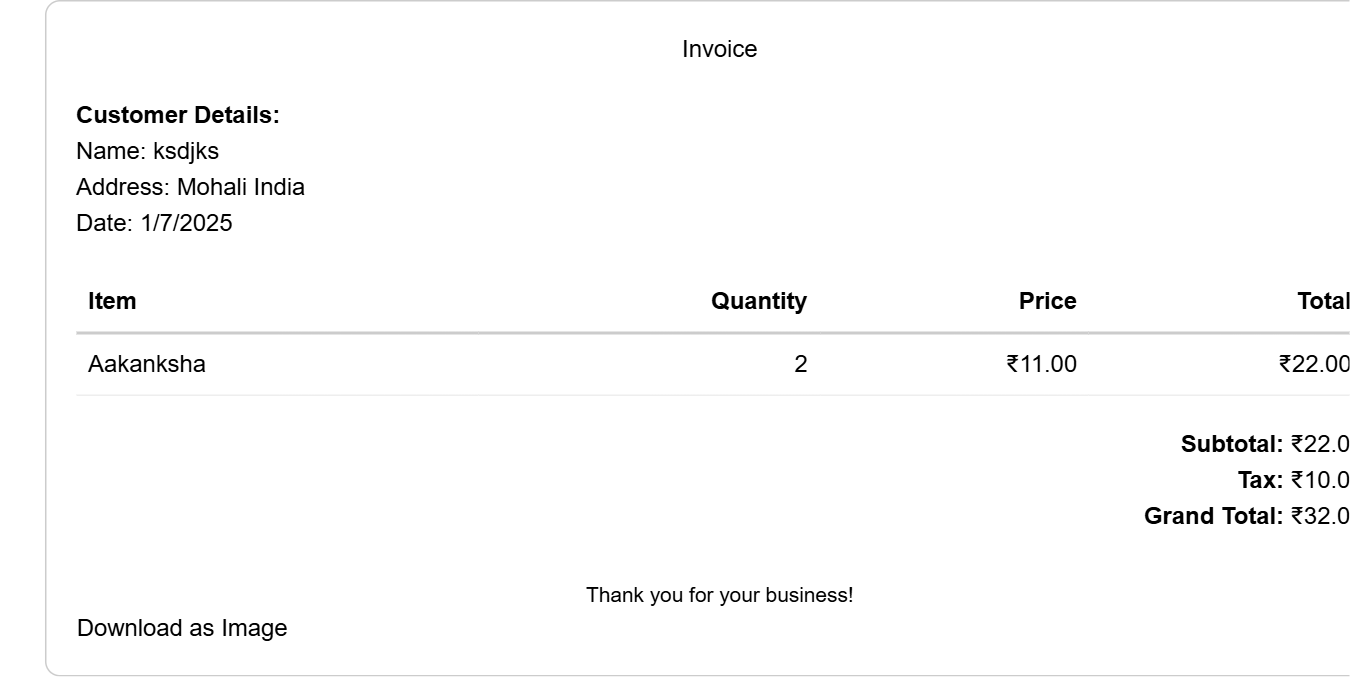 Invoice
Customer Details:
Name: ksdjks
Address: Mohali India
Date: 1/7/2025
Item Quantity Price Total
Aakanksha 2 ₹11.00 ₹22.00
Subtotal: ₹22.0
Tax: ₹10.0
Grand Total: ₹32.0
Thank you for your business!
Download as Image